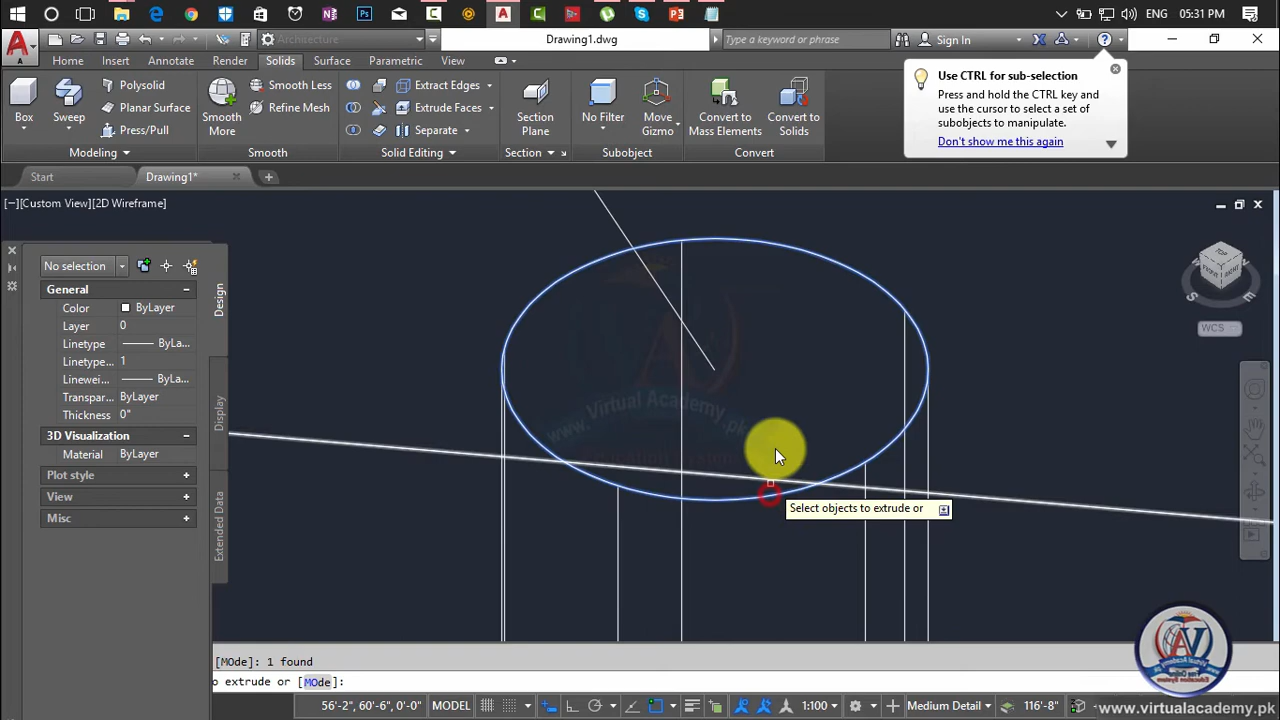 ENG 05:31 PM
Architecture
Drawing1.dwg
Type a keyword or phrase
Sign In
Home Insert Annotate Render Solids Surface Parametric View
Box
Sweep
Polysolid
Planar Surface
Press/Pull
Modeling
Smooth More
Smooth Less
Refine Mesh
Smooth
Extract Edges
Extrude Faces
Separate
Solid Editing
Section Plane
Section
No Filter
Move Gizmo
Subobject
Convert to Mass Elements
Convert to Solids
Convert
Use CTRL for sub-selection
Press and hold the CTRL key and
use the cursor to select a set of
subobjects to manipulate.
Don't show me this again
Start
Drawing1*
[−][Custom View][2D Wireframe]
No selection
General
Color ByLayer
Layer 0
Linetype ByLa...
Linetype... 1
Linewei... ByLa...
Transpar... ByLayer
Thickness 0"
3D Visualization
Material ByLayer
Plot style
View
Misc
Design
Display
Extended Data
TOP
S
E
WCS
www.VirtualAcademy.pk
Select objects to extrude or
[MOde]: 1 found
o extrude or [MOde]:
56'-2", 60'-6", 0'-0" MODEL
1:100
Medium Detail
116'-8"
www.virtualacademy.pk